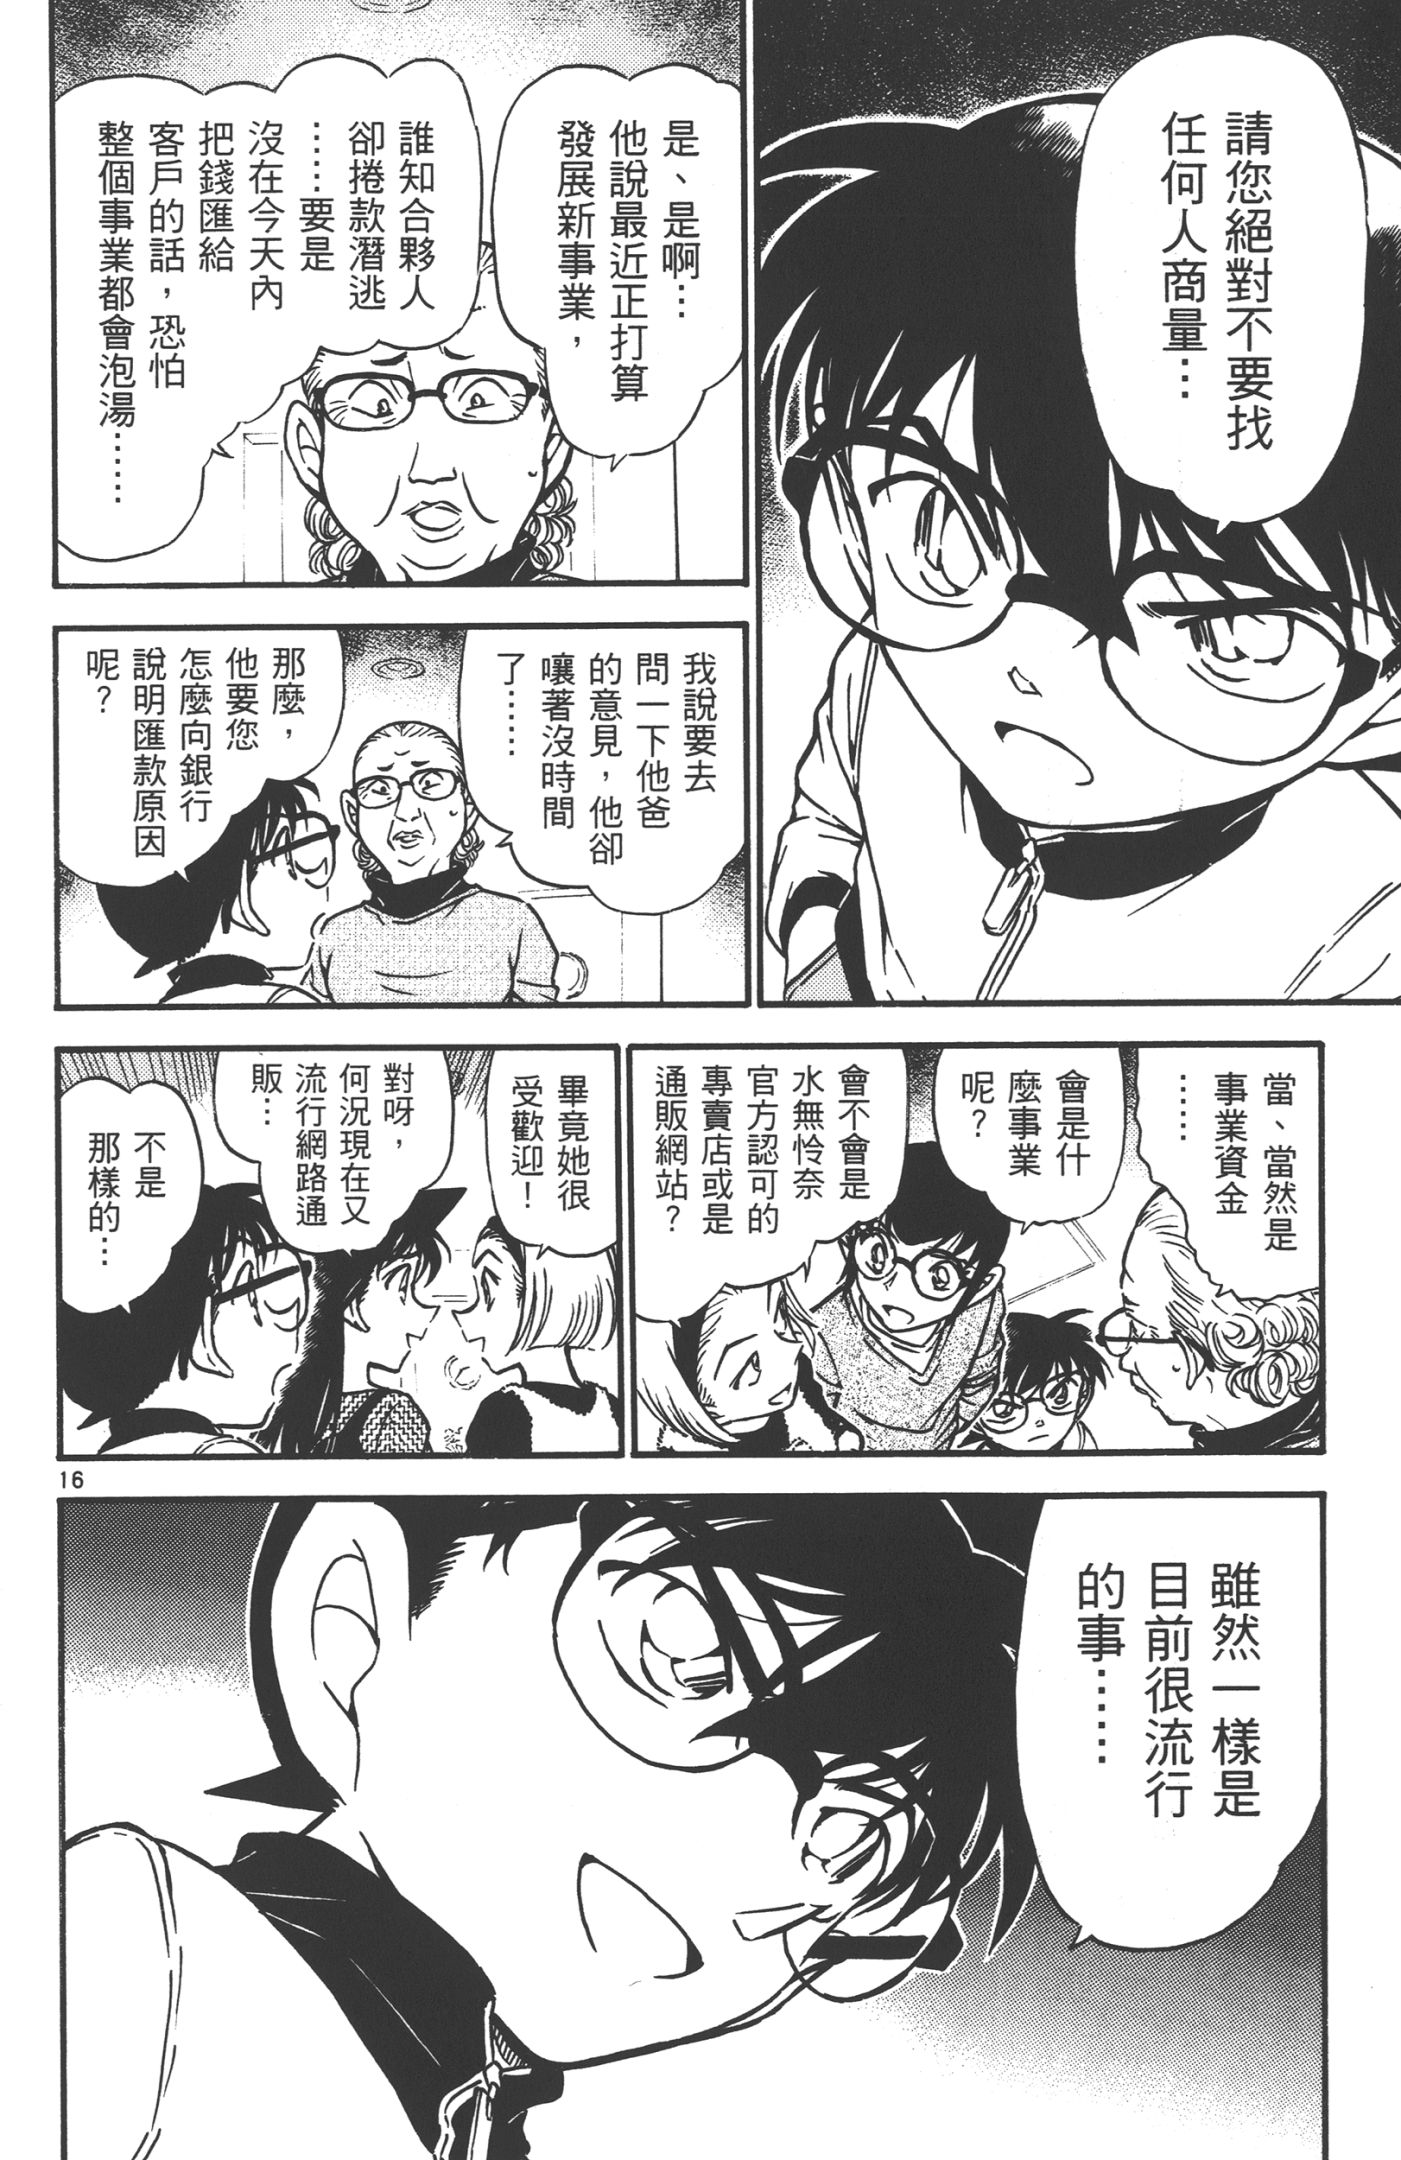 請您絕對不要找
任何人商量…
是、是啊…
他說最近正打算
發展新事業，
誰知合夥人
卻捲款潛逃
……要是
沒在今天內
把錢匯給
客戶的話，恐怕
整個事業都會泡湯……
我說要去
問一下他爸
的意見，他卻
嚷著沒時間
了……
那麼，
他要您
怎麼向銀行
說明匯款原因
呢？
當、當然是
事業資金
……
會是什
麼事業
呢？
會不會是
水無怜奈
官方認可的
專賣店或是
通販網站？
畢竟她很
受歡迎！
對呀，
何況現在又
流行網路通
販…
不是
那樣的…
16
雖然一樣是
目前很流行
的事……